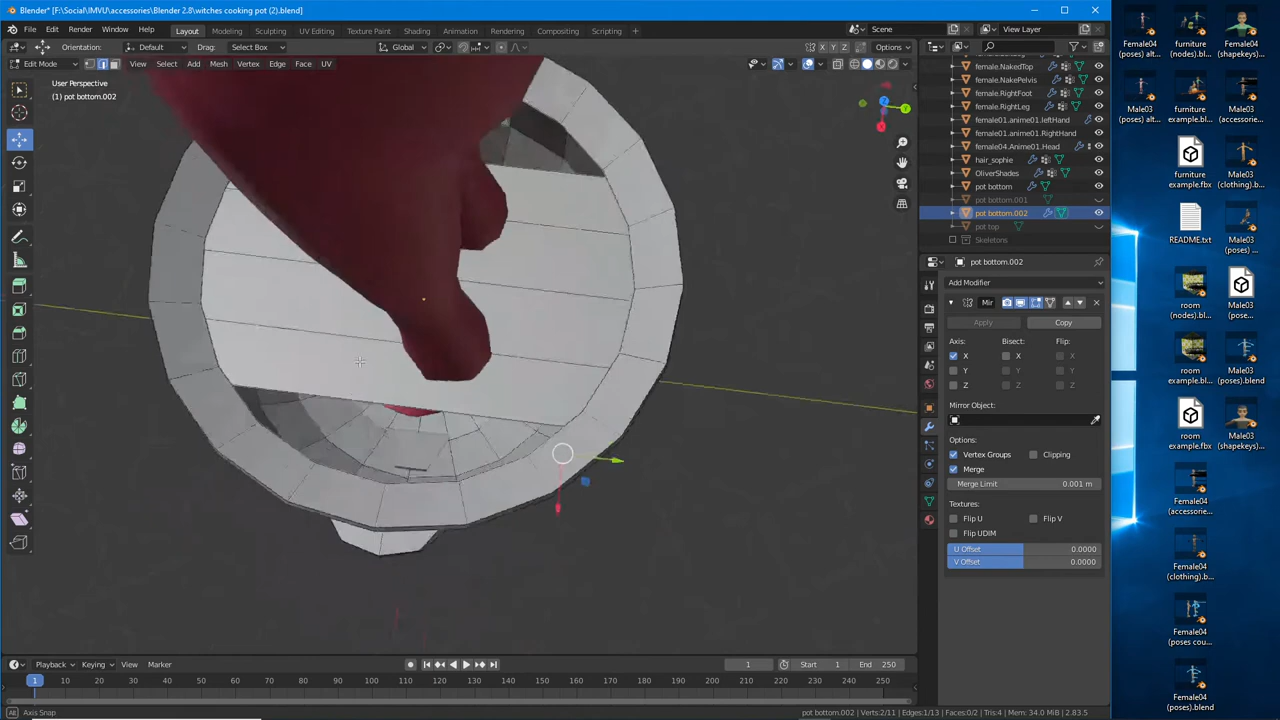 Blender* [F:\Social\IMVU\accessories\Blender 2.8\witches cooking pot (2).blend]
File Edit Render Window Help Layout Modeling Sculpting UV Editing Texture Paint Shading Animation Rendering Compositing Scripting + Scene View Layer
Orientation: Default Drag: Select Box Global X Y Z Options
Edit Mode View Select Add Mesh Vertex Edge Face UV
User Perspective
(1) pot bottom.002
female.NakedTop
female.NakePelvis
female.RightFoot
female.RightLeg
female01.anime01.leftHand
female01.anime01.RightHand
female04.Anime01.Head
hair_sophie
OliverShades
pot bottom
pot bottom.001
pot bottom.002
pot top
Skeletons
pot bottom.002
Add Modifier
Mir
Apply Copy
Axis: Bisect: Flip:
X X X
Y Y Y
Z Z Z
Mirror Object:
Options:
Vertex Groups Clipping
Merge
Merge Limit 0.001 m
Textures:
Flip U Flip V
Flip UDIM
U Offset 0.0000
V Offset 0.0000
Playback Keying View Marker 1 Start 1 End 250
1 10 20 30 40 50 60 70 80 90 100 110 120 130 140 150 160 170 180 190 200 210 220 230 240 250
Axis Snap
pot bottom.002 | Verts:2/11 | Edges:1/13 | Faces:0/2 | Tris:4 | Mem: 34.0 MiB | 2.83.5
Female04 (poses) alt...
furniture (nodes).bl...
Female04 (shapekeys)...
Male03 (poses) alt...
furniture example.bl...
Male03 (accessorie...
furniture example.fbx
Male03 (clothing).b...
README.txt
Male03 (poses) ...
room (nodes).bl...
Male03 (pose...
room example.bl...
Male03 (poses).blend
room example.fbx
Male03 (shapekeys)...
Female04 (accessorie...
Female04 (clothing).b...
Female04 (poses cou...
Female04 (poses).blend